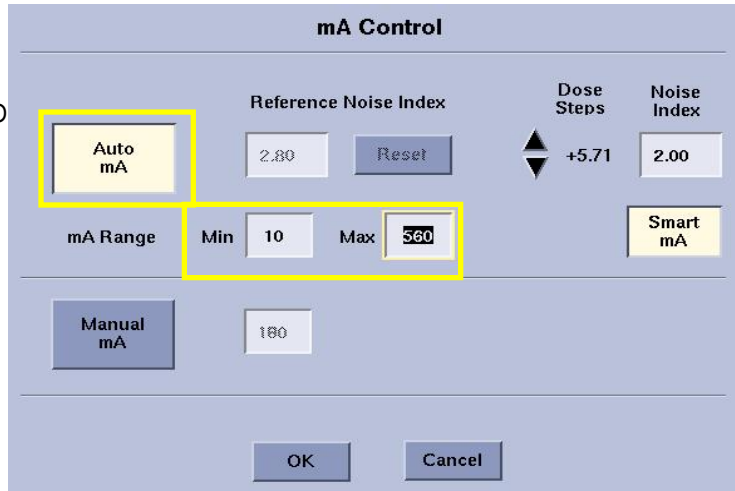 mA Control
Reference Noise Index
Dose Steps
Noise Index
Auto mA
2.80
Reset
+5.71
2.00
mA Range
Min
10
Max
560
Smart mA
Manual mA
180
OK
Cancel